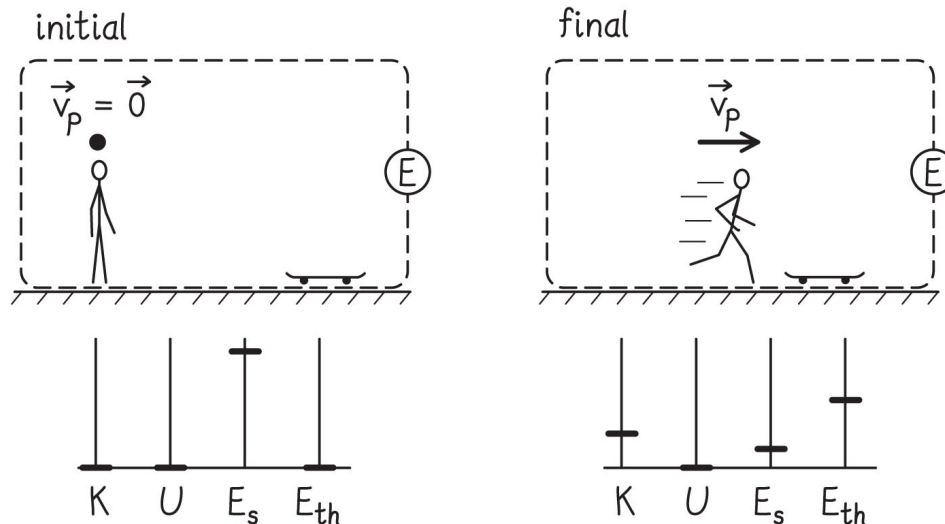 initial
v⃗p = 0⃗
E
K U Es Eth
final
v⃗p
E
K U Es Eth